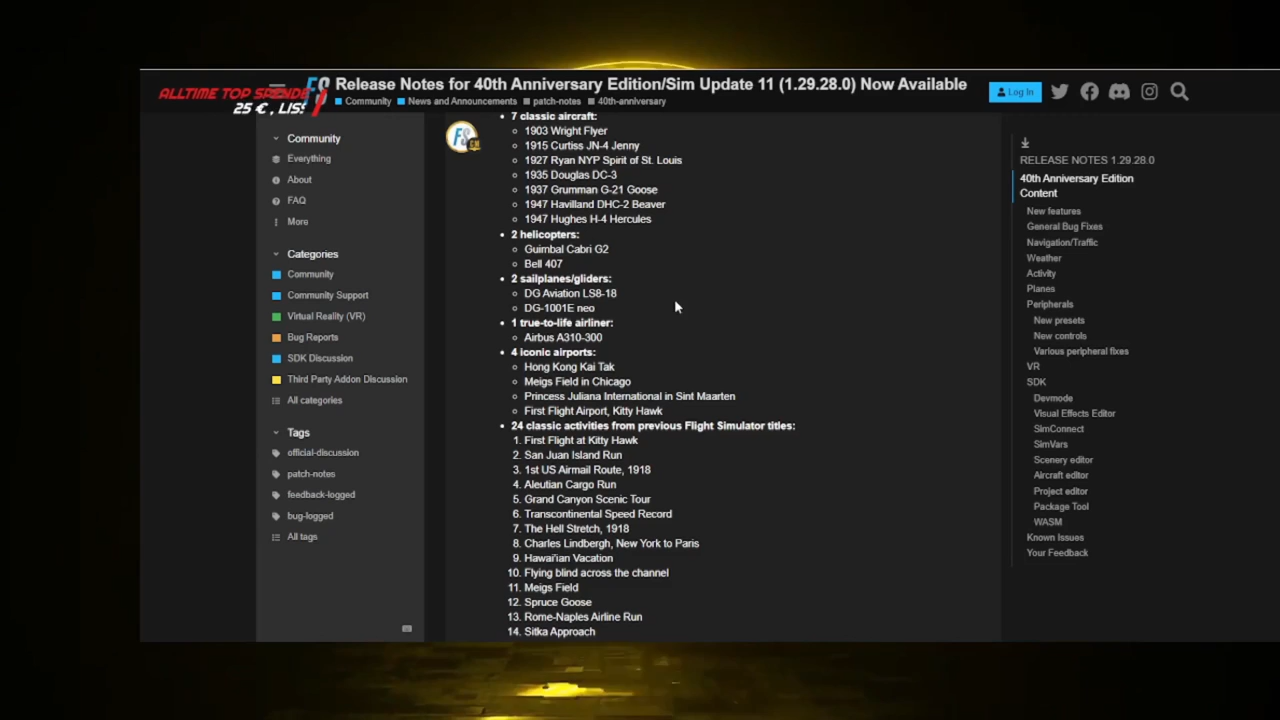 Release Notes for 40th Anniversary Edition/Sim Update 11 (1.29.28.0) Now Available
Community News and Announcements patch-notes 40th-anniversary
Log In
ALLTIME TOP SPENDE
25 € , LIS!
FS
Community
Everything
About
FAQ
More
Categories
Community
Community Support
Virtual Reality (VR)
Bug Reports
SDK Discussion
Third Party Addon Discussion
All categories
Tags
official-discussion
patch-notes
feedback-logged
bug-logged
All tags
FS
• 7 classic aircraft:
1903 Wright Flyer
1915 Curtiss JN-4 Jenny
1927 Ryan NYP Spirit of St. Louis
1935 Douglas DC-3
1937 Grumman G-21 Goose
1947 Havilland DHC-2 Beaver
1947 Hughes H-4 Hercules
• 2 helicopters:
Guimbal Cabri G2
Bell 407
• 2 sailplanes/gliders:
DG Aviation LS8-18
DG-1001E neo
• 1 true-to-life airliner:
Airbus A310-300
• 4 iconic airports:
Hong Kong Kai Tak
Meigs Field in Chicago
Princess Juliana International in Sint Maarten
First Flight Airport, Kitty Hawk
• 24 classic activities from previous Flight Simulator titles:
1. First Flight at Kitty Hawk
2. San Juan Island Run
3. 1st US Airmail Route, 1918
4. Aleutian Cargo Run
5. Grand Canyon Scenic Tour
6. Transcontinental Speed Record
7. The Hell Stretch, 1918
8. Charles Lindbergh, New York to Paris
9. Hawai'ian Vacation
10. Flying blind across the channel
11. Meigs Field
12. Spruce Goose
13. Rome-Naples Airline Run
14. Sitka Approach
RELEASE NOTES 1.29.28.0
40th Anniversary Edition
Content
New features
General Bug Fixes
Navigation/Traffic
Weather
Activity
Planes
Peripherals
New presets
New controls
Various peripheral fixes
VR
SDK
Devmode
Visual Effects Editor
SimConnect
SimVars
Scenery editor
Aircraft editor
Project editor
Package Tool
WASM
Known Issues
Your Feedback